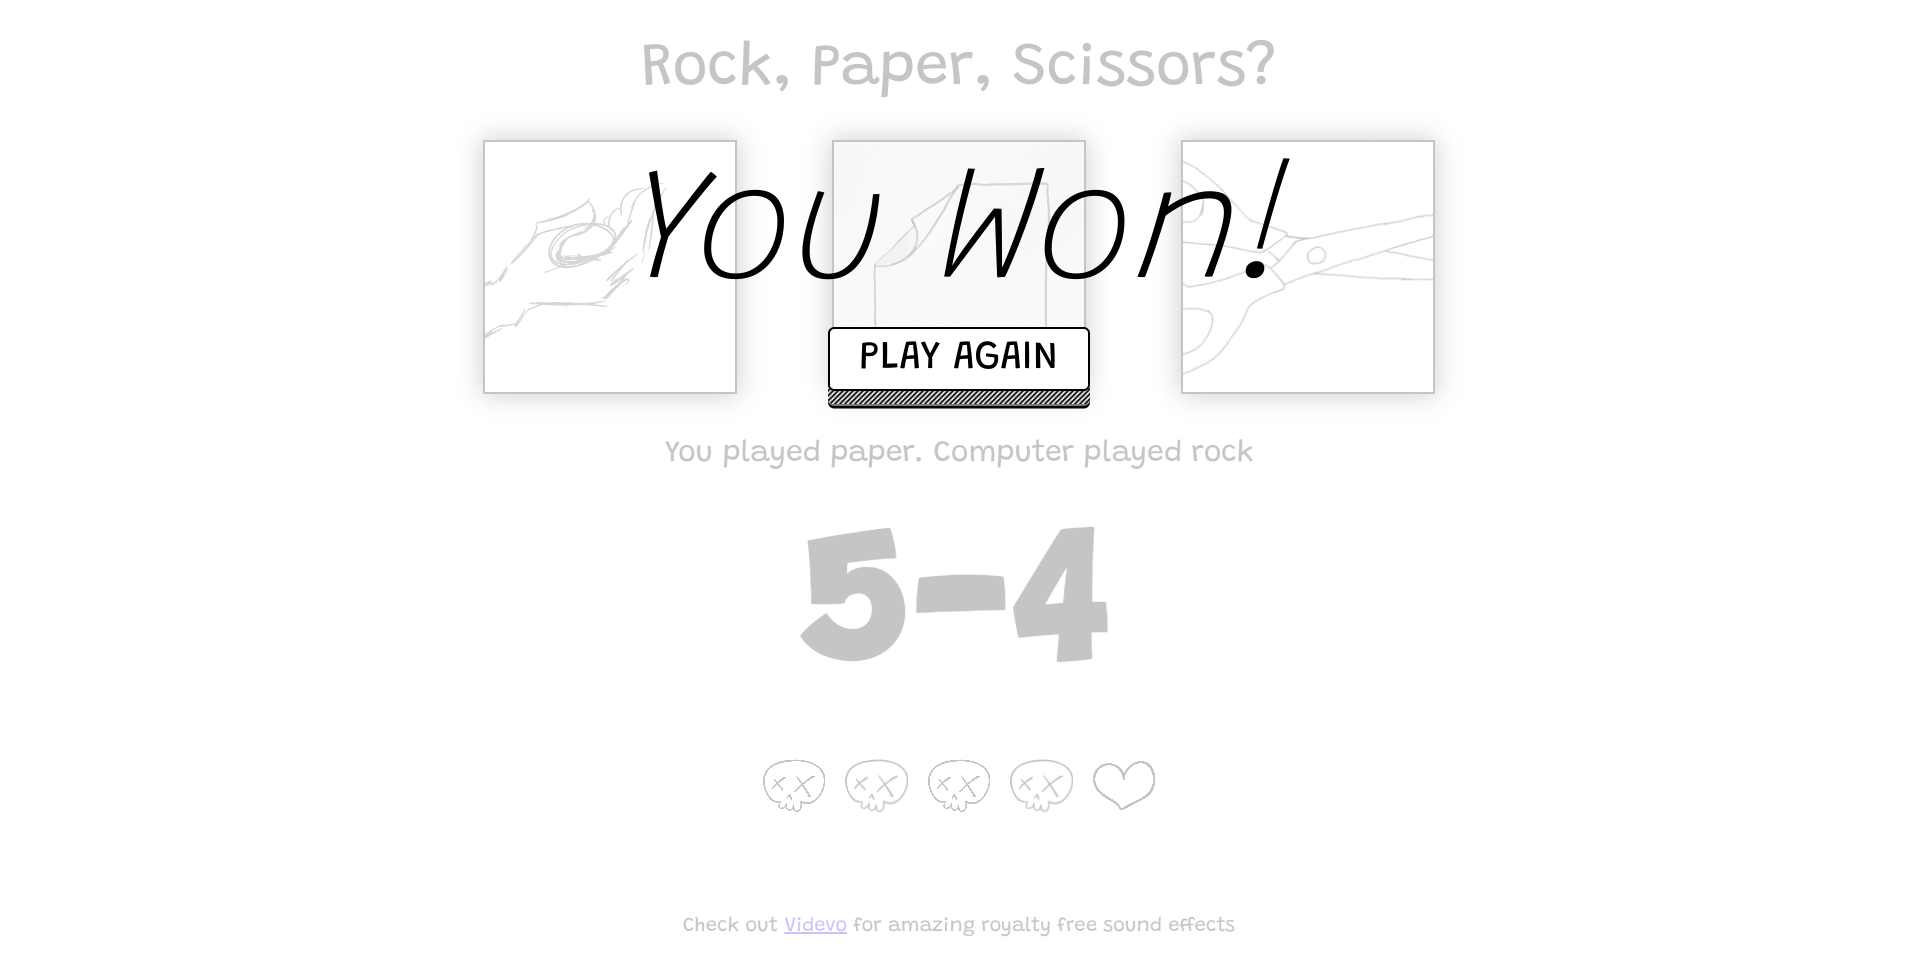 Rock, Paper, Scissors?
You Won!
PLAY AGAIN
You played paper. Computer played rock
5-4
Check out Videvo for amazing royalty free sound effects